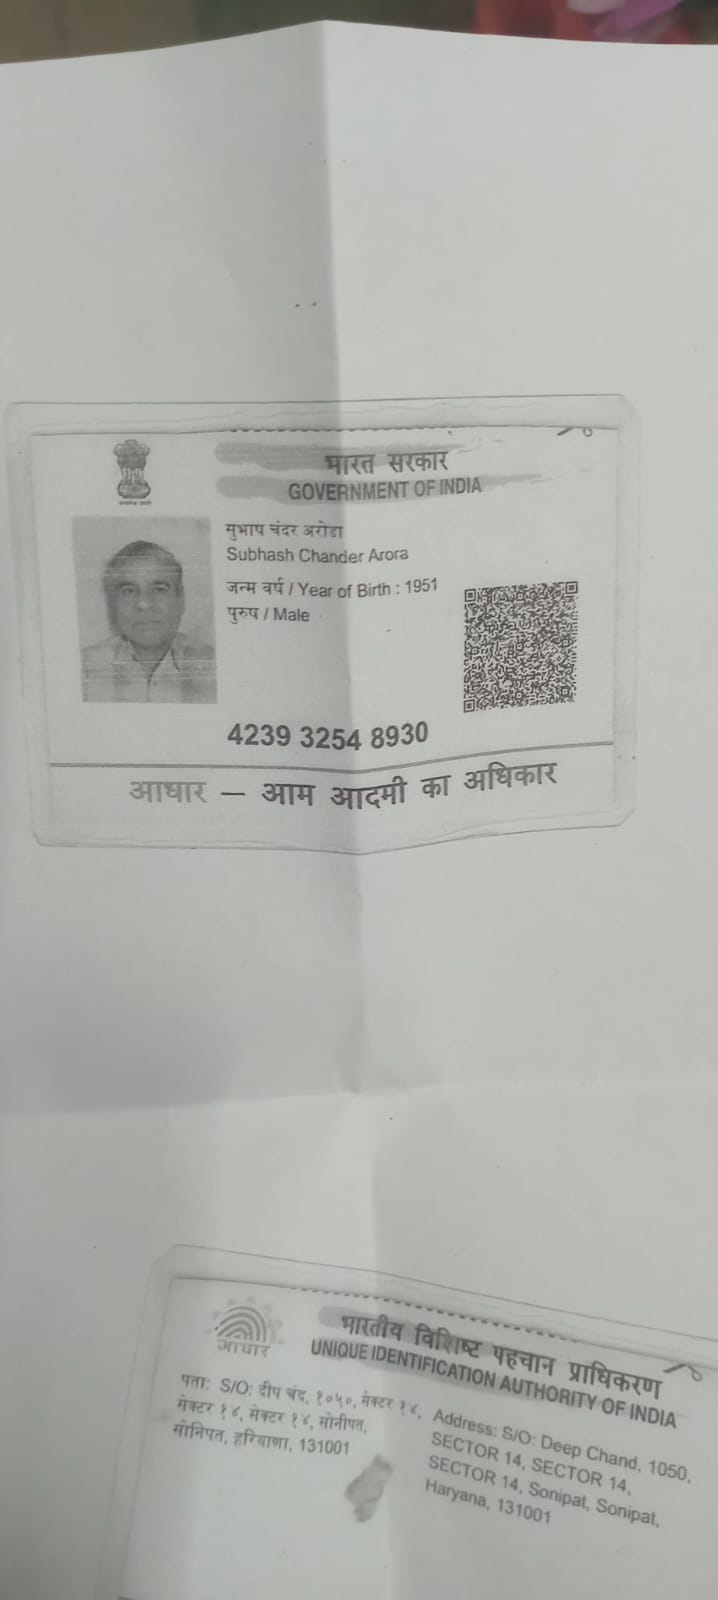 भारत सरकार
GOVERNMENT OF INDIA
सुभाष चंदर अरोडा
Subhash Chander Arora
जन्म वर्ष / Year of Birth : 1951
पुरुष / Male
4239 3254 8930
आधार – आम आदमी का अधिकार
भारतीय विशिष्ट पहचान प्राधिकरण
UNIQUE IDENTIFICATION AUTHORITY OF INDIA
आधार
पता: S/O: दीप चंद, १०५०, सेक्टर १४,
सेक्टर १४, सेक्टर १४, सोनीपत,
सोनिपत, हरियाणा, 131001
Address: S/O: Deep Chand, 1050,
SECTOR 14, SECTOR 14,
SECTOR 14, Sonipat, Sonipat,
Haryana, 131001